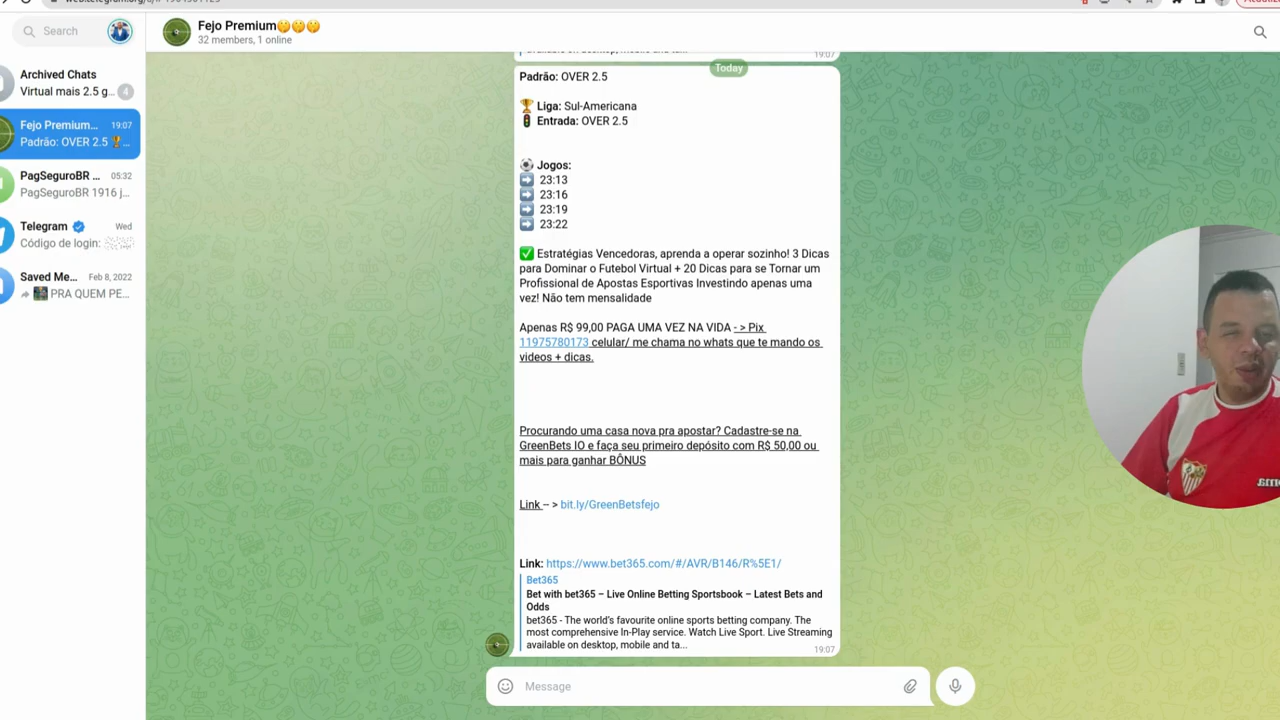 Search
Fejo Premium🤔🤔🤔
32 members, 1 online
Archived Chats
Virtual mais 2.5 g...
4
Fejo Premium...
19:07
Padrão: OVER 2.5 🏆...
PagSeguroBR ...
05:32
PagSeguroBR 1916 j...
Telegram
Wed
Código de login:
Saved Me...
Feb 8, 2022
PRA QUEM PE...
19:07
Today
Padrão: OVER 2.5
🏆 Liga: Sul-Americana
🚦 Entrada: OVER 2.5
⚽ Jogos:
➡️ 23:13
➡️ 23:16
➡️ 23:19
➡️ 23:22
✅ Estratégias Vencedoras, aprenda a operar sozinho! 3 Dicas
para Dominar o Futebol Virtual + 20 Dicas para se Tornar um
Profissional de Apostas Esportivas Investindo apenas uma
vez! Não tem mensalidade
Apenas R$ 99,00 PAGA UMA VEZ NA VIDA - > Pix
11975780173 celular/ me chama no whats que te mando os
videos + dicas.
Procurando uma casa nova pra apostar? Cadastre-se na
GreenBets IO e faça seu primeiro depósito com R$ 50,00 ou
mais para ganhar BÔNUS
Link -- > bit.ly/GreenBetsfejo
Link: https://www.bet365.com/#/AVR/B146/R%5E1/
Bet365
Bet with bet365 – Live Online Betting Sportsbook – Latest Bets and
Odds
bet365 - The world's favourite online sports betting company. The
most comprehensive In-Play service. Watch Live Sport. Live Streaming
available on desktop, mobile and ta...
19:07
Message